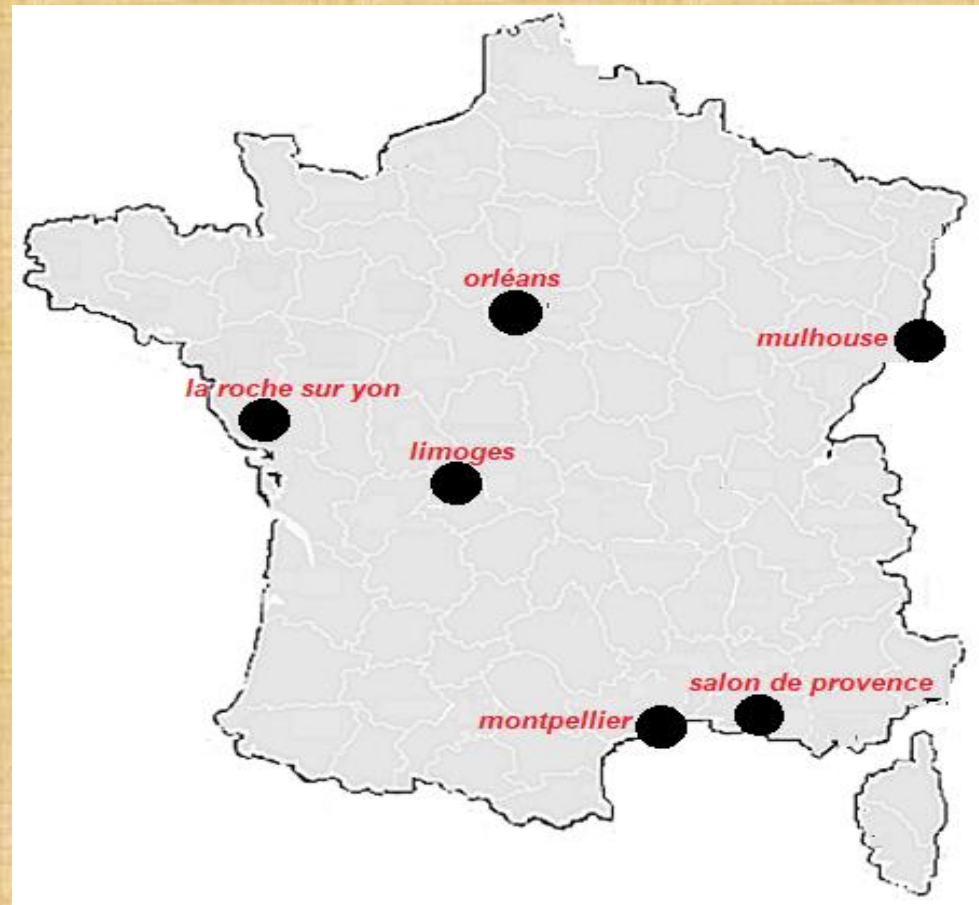 orléans
mulhouse
la roche sur yon
limoges
salon de provence
montpellier